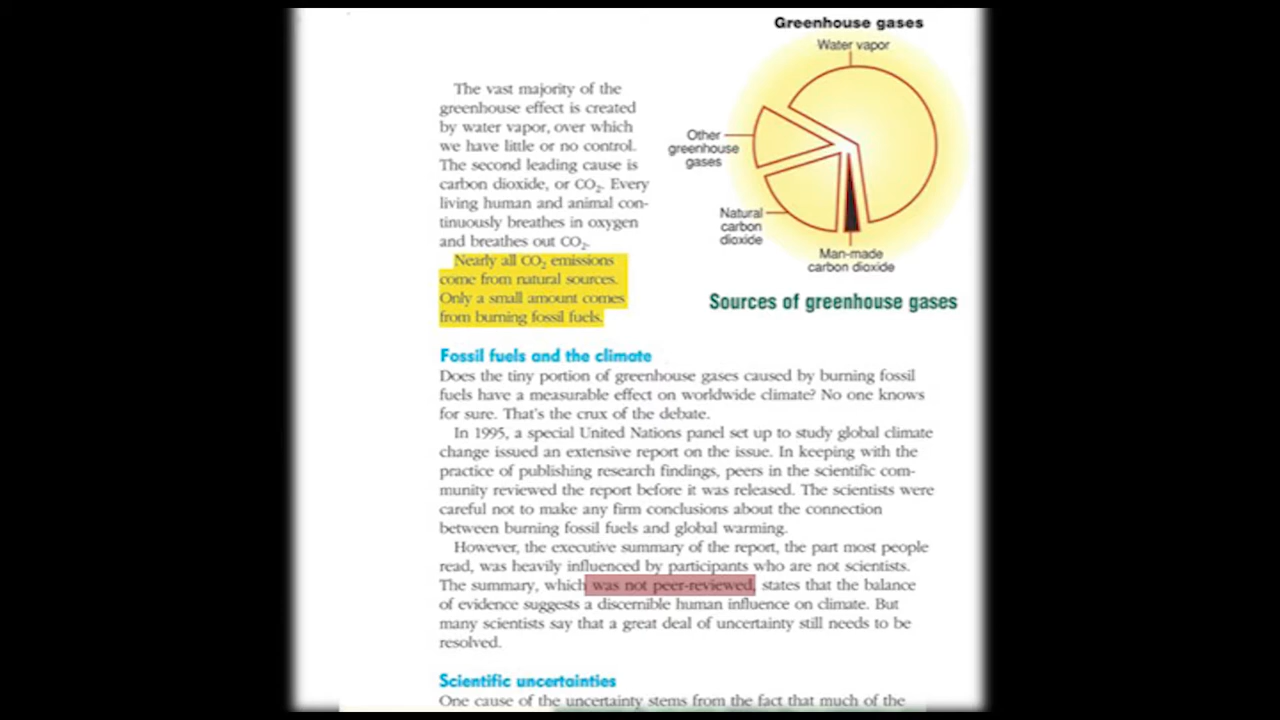 Greenhouse gases
Water vapor
Other
greenhouse
gases
Natural
carbon
dioxide
Man-made
carbon dioxide
Sources of greenhouse gases
The vast majority of the
greenhouse effect is created
by water vapor, over which
we have little or no control.
The second leading cause is
carbon dioxide, or CO₂. Every
living human and animal con-
tinuously breathes in oxygen
and breathes out CO₂.
Nearly all CO₂ emissions
come from natural sources.
Only a small amount comes
from burning fossil fuels.
Fossil fuels and the climate
Does the tiny portion of greenhouse gases caused by burning fossil
fuels have a measurable effect on worldwide climate? No one knows
for sure. That's the crux of the debate.
In 1995, a special United Nations panel set up to study global climate
change issued an extensive report on the issue. In keeping with the
practice of publishing research findings, peers in the scientific com-
munity reviewed the report before it was released. The scientists were
careful not to make any firm conclusions about the connection
between burning fossil fuels and global warming.
However, the executive summary of the report, the part most people
read, was heavily influenced by participants who are not scientists.
The summary, which was not peer-reviewed, states that the balance
of evidence suggests a discernible human influence on climate. But
many scientists say that a great deal of uncertainty still needs to be
resolved.
Scientific uncertainties
One cause of the uncertainty stems from the fact that much of the